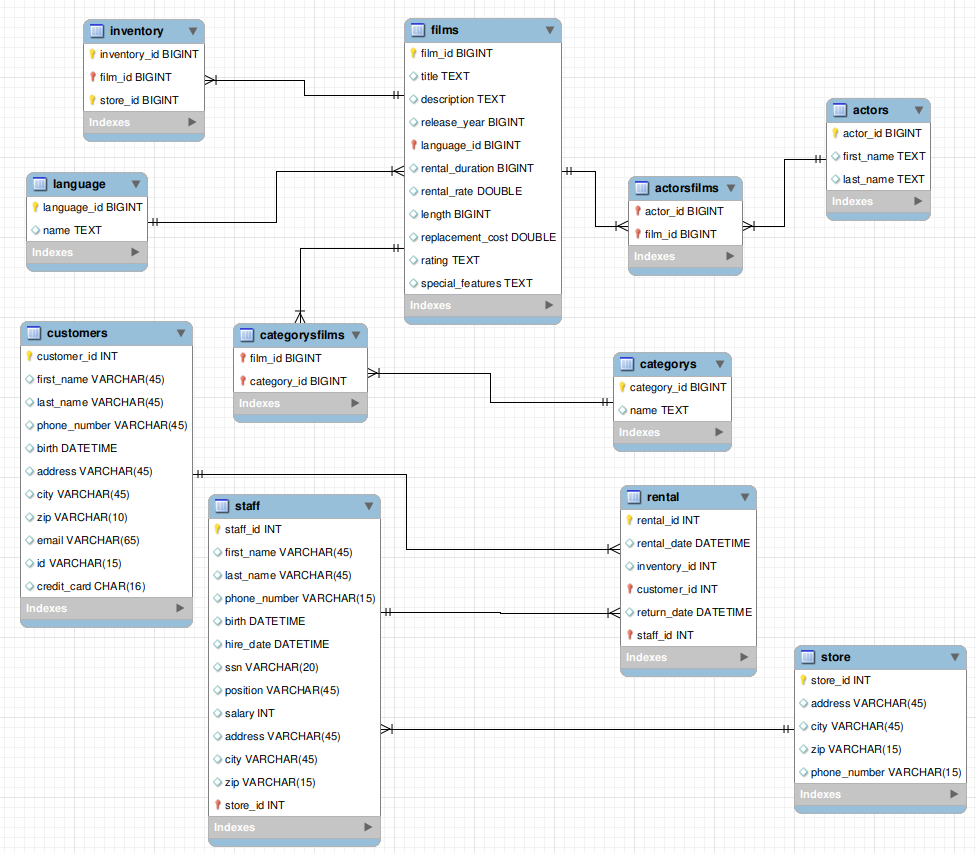 inventory
inventory_id BIGINT
film_id BIGINT
store_id BIGINT
Indexes
films
film_id BIGINT
title TEXT
description TEXT
release_year BIGINT
language_id BIGINT
rental_duration BIGINT
rental_rate DOUBLE
length BIGINT
replacement_cost DOUBLE
rating TEXT
special_features TEXT
Indexes
actors
actor_id BIGINT
first_name TEXT
last_name TEXT
Indexes
language
language_id BIGINT
name TEXT
Indexes
actorsfilms
actor_id BIGINT
film_id BIGINT
Indexes
customers
customer_id INT
first_name VARCHAR(45)
last_name VARCHAR(45)
phone_number VARCHAR(45)
birth DATETIME
address VARCHAR(45)
city VARCHAR(45)
zip VARCHAR(10)
email VARCHAR(65)
id VARCHAR(15)
credit_card CHAR(16)
Indexes
categorysfilms
film_id BIGINT
category_id BIGINT
Indexes
categorys
category_id BIGINT
name TEXT
Indexes
staff
staff_id INT
first_name VARCHAR(45)
last_name VARCHAR(45)
phone_number VARCHAR(15)
birth DATETIME
hire_date DATETIME
ssn VARCHAR(20)
position VARCHAR(45)
salary INT
address VARCHAR(45)
city VARCHAR(45)
zip VARCHAR(15)
store_id INT
Indexes
rental
rental_id INT
rental_date DATETIME
inventory_id INT
customer_id INT
return_date DATETIME
staff_id INT
Indexes
store
store_id INT
address VARCHAR(45)
city VARCHAR(45)
zip VARCHAR(15)
phone_number VARCHAR(15)
Indexes